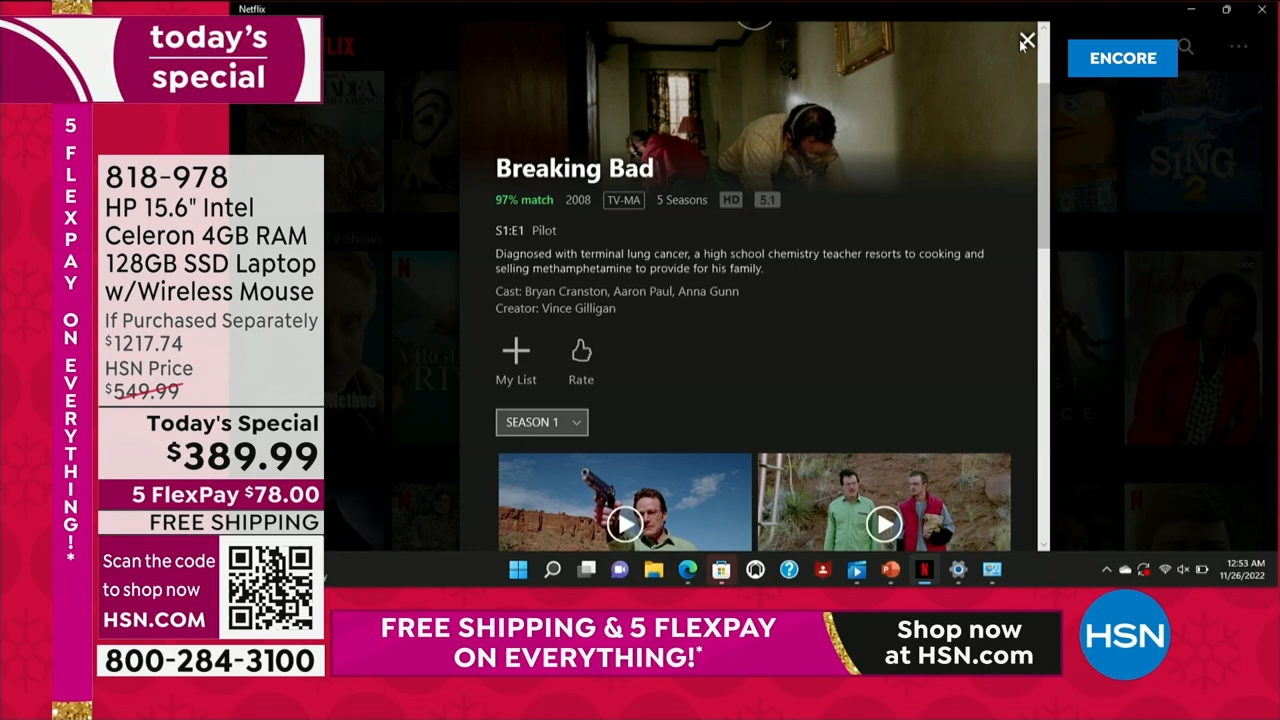 Netflix
today's
special
ENCORE
5 FLEXPAY ON EVERYTHING!*
818-978
HP 15.6" Intel
Celeron 4GB RAM
128GB SSD Laptop
w/Wireless Mouse
If Purchased Separately
$1217.74
HSN Price
$549.99
Today's Special
$389.99
5 FlexPay $78.00
FREE SHIPPING
Scan the code
to shop now
HSN.COM
800-284-3100
Breaking Bad
97% match 2008 TV-MA 5 Seasons HD 5.1
S1:E1 Pilot
Diagnosed with terminal lung cancer, a high school chemistry teacher resorts to cooking and
selling methamphetamine to provide for his family.
Cast: Bryan Cranston, Aaron Paul, Anna Gunn
Creator: Vince Gilligan
My List Rate
SEASON 1
SING
2
TV Shows
12:53 AM
11/26/2022
FREE SHIPPING & 5 FLEXPAY
ON EVERYTHING!*
Shop now
at HSN.com
HSN